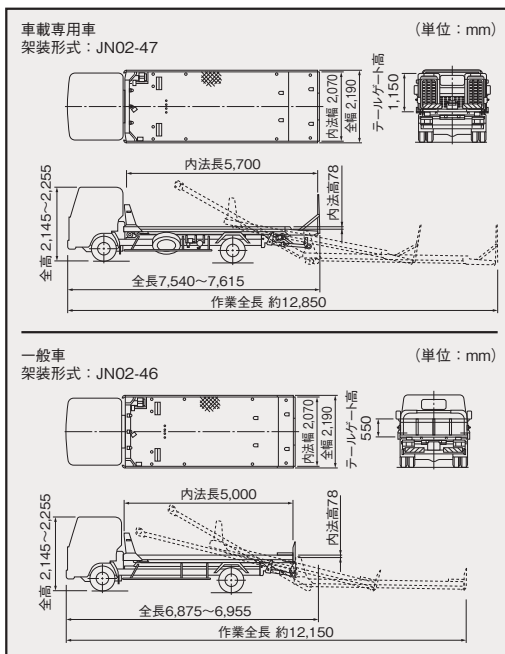 車載専用車
(単位:mm)
架装形式:JN02-47
内法幅 2,070
全幅 2,190
テールゲート高
1,150
内法長5,700
内法高78
全高 2,145〜2,255
全長7,540〜7,615
作業全長 約12,850
一般車
(単位:mm)
架装形式:JN02-46
内法幅 2,070
全幅 2,190
テールゲート高
550
内法長5,000
内法高78
全高 2,145〜2,255
全長6,875〜6,955
作業全長 約12,150